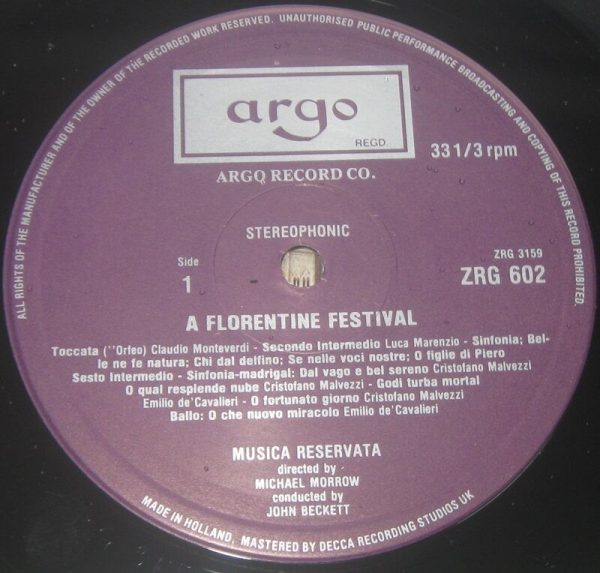 ALL RIGHTS OF THE MANUFACTURER AND OF THE OWNER OF THE RECORDED WORK RESERVED. UNAUTHORISED PUBLIC PERFORMANCE BROADCASTING AND COPYING OF THIS RECORD PROHIBITED.
argo
REGD.
33 1/3 rpm
ARGO RECORD CO.
STEREOPHONIC
Side
1
ZRG 3159
ZRG 602
A FLORENTINE FESTIVAL
Toccata (''Orfeo) Claudio Monteverdi - Secondo Intermedio Luca Marenzio - Sinfonia; Bel-
le ne fe natura; Chi dal delfino; Se nelle voci nostre; O figlie di Piero
Sesto Intermedio - Sinfonia-madrigal: Dal vago e bel sereno Cristofano Malvezzi
O qual resplende nube Cristofano Malvezzi - Godi turba mortal
Emilio de'Cavalieri - O fortunato giorno Cristofano Malvezzi
Ballo: O che nuovo miracolo Emilio de'Cavalieri
MUSICA RESERVATA
directed by
MICHAEL MORROW
conducted by
JOHN BECKETT
MADE IN HOLLAND. MASTERED BY DECCA RECORDING STUDIOS UK